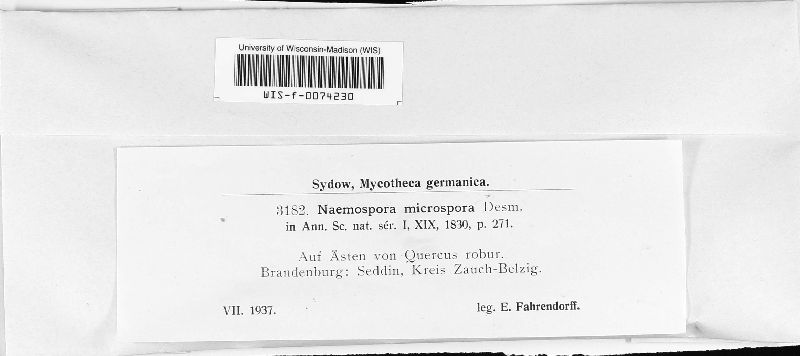 University of Wisconsin-Madison (WIS)
WIS-f-0074230
Sydow, Mycotheca germanica.
3182. Naemospora microspora Desm.
in Ann. Sc. nat. sér. I, XIX, 1830, p. 271.
Auf Ästen von Quercus robur.
Brandenburg: Seddin, Kreis Zauch-Belzig.
VII. 1937.
leg. E. Fahrendorff.